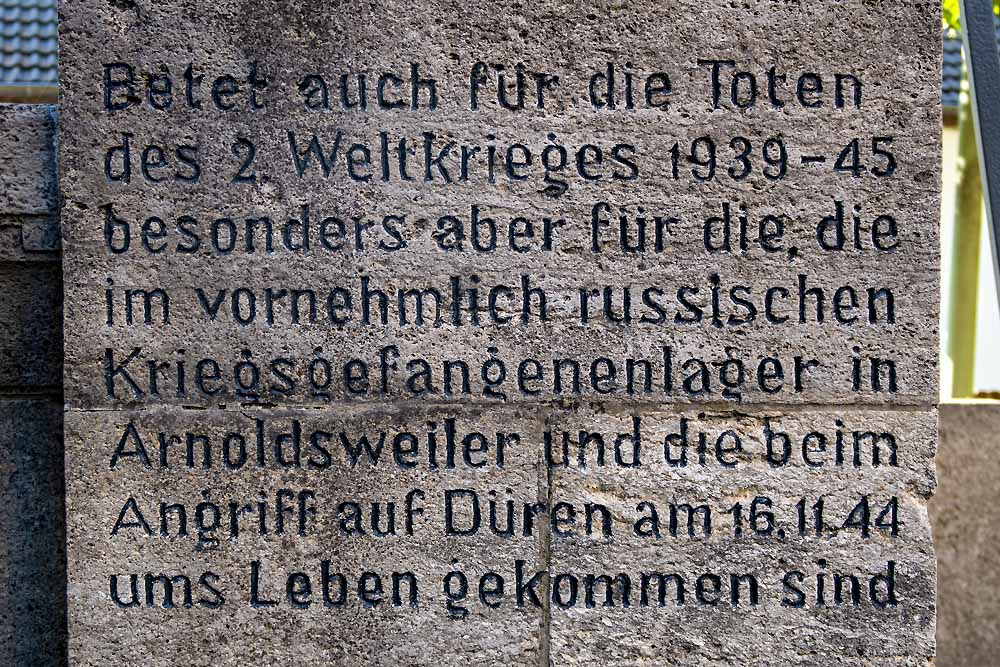 Betet auch für die Toten
des 2. Weltkrieges 1939-45
besonders aber für die, die
im vornehmlich russischen
Kriegsgefangenenlager in
Arnoldsweiler und die beim
Angriff auf Düren am 16.11.44
ums Leben gekommen sind